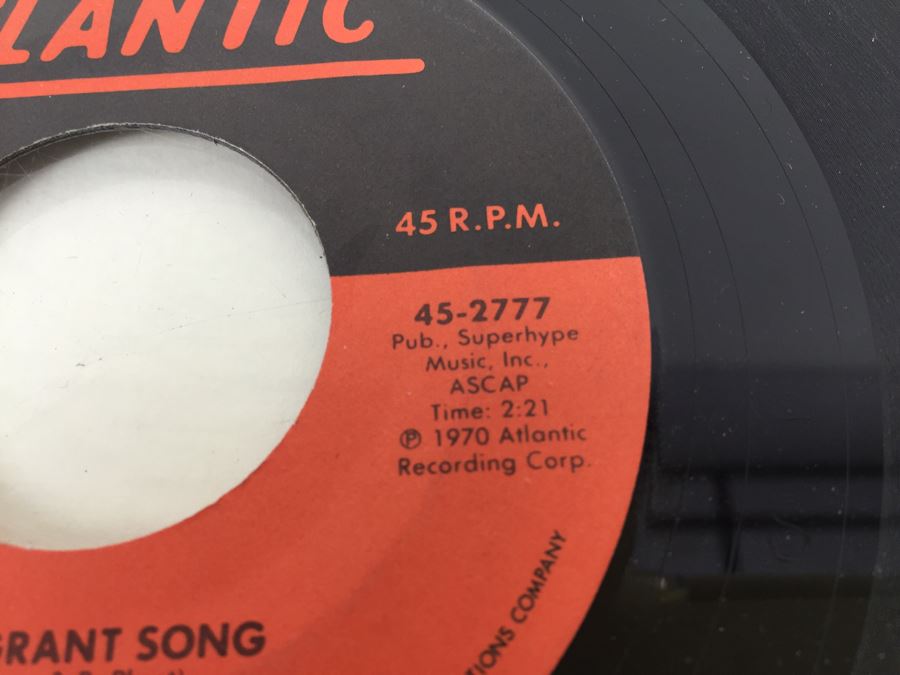 LANTIC
45 R.P.M.
45-2777
Pub., Superhype
Music, Inc.,
ASCAP
Time: 2:21
℗ 1970 Atlantic
Recording Corp.
TIONS COMPANY
GRANT SONG